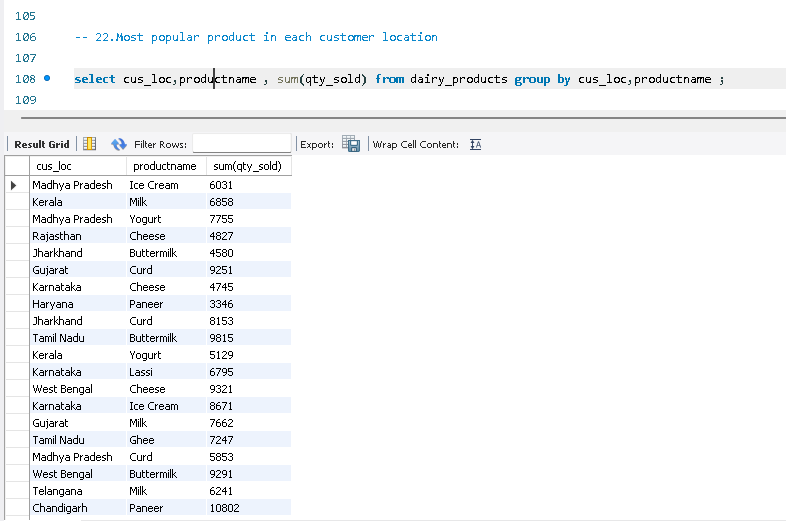 105
106 -- 22.Most popular product in each customer location
107
108 select cus_loc,productname , sum(qty_sold) from dairy_products group by cus_loc,productname ;
109
Result Grid Filter Rows: Export: Wrap Cell Content: IA
cus_loc productname sum(qty_sold)
Madhya Pradesh Ice Cream 6031
Kerala Milk 6858
Madhya Pradesh Yogurt 7755
Rajasthan Cheese 4827
Jharkhand Buttermilk 4580
Gujarat Curd 9251
Karnataka Cheese 4745
Haryana Paneer 3346
Jharkhand Curd 8153
Tamil Nadu Buttermilk 9815
Kerala Yogurt 5129
Karnataka Lassi 6795
West Bengal Cheese 9321
Karnataka Ice Cream 8671
Gujarat Milk 7662
Tamil Nadu Ghee 7247
Madhya Pradesh Curd 5853
West Bengal Buttermilk 9291
Telangana Milk 6241
Chandigarh Paneer 10802